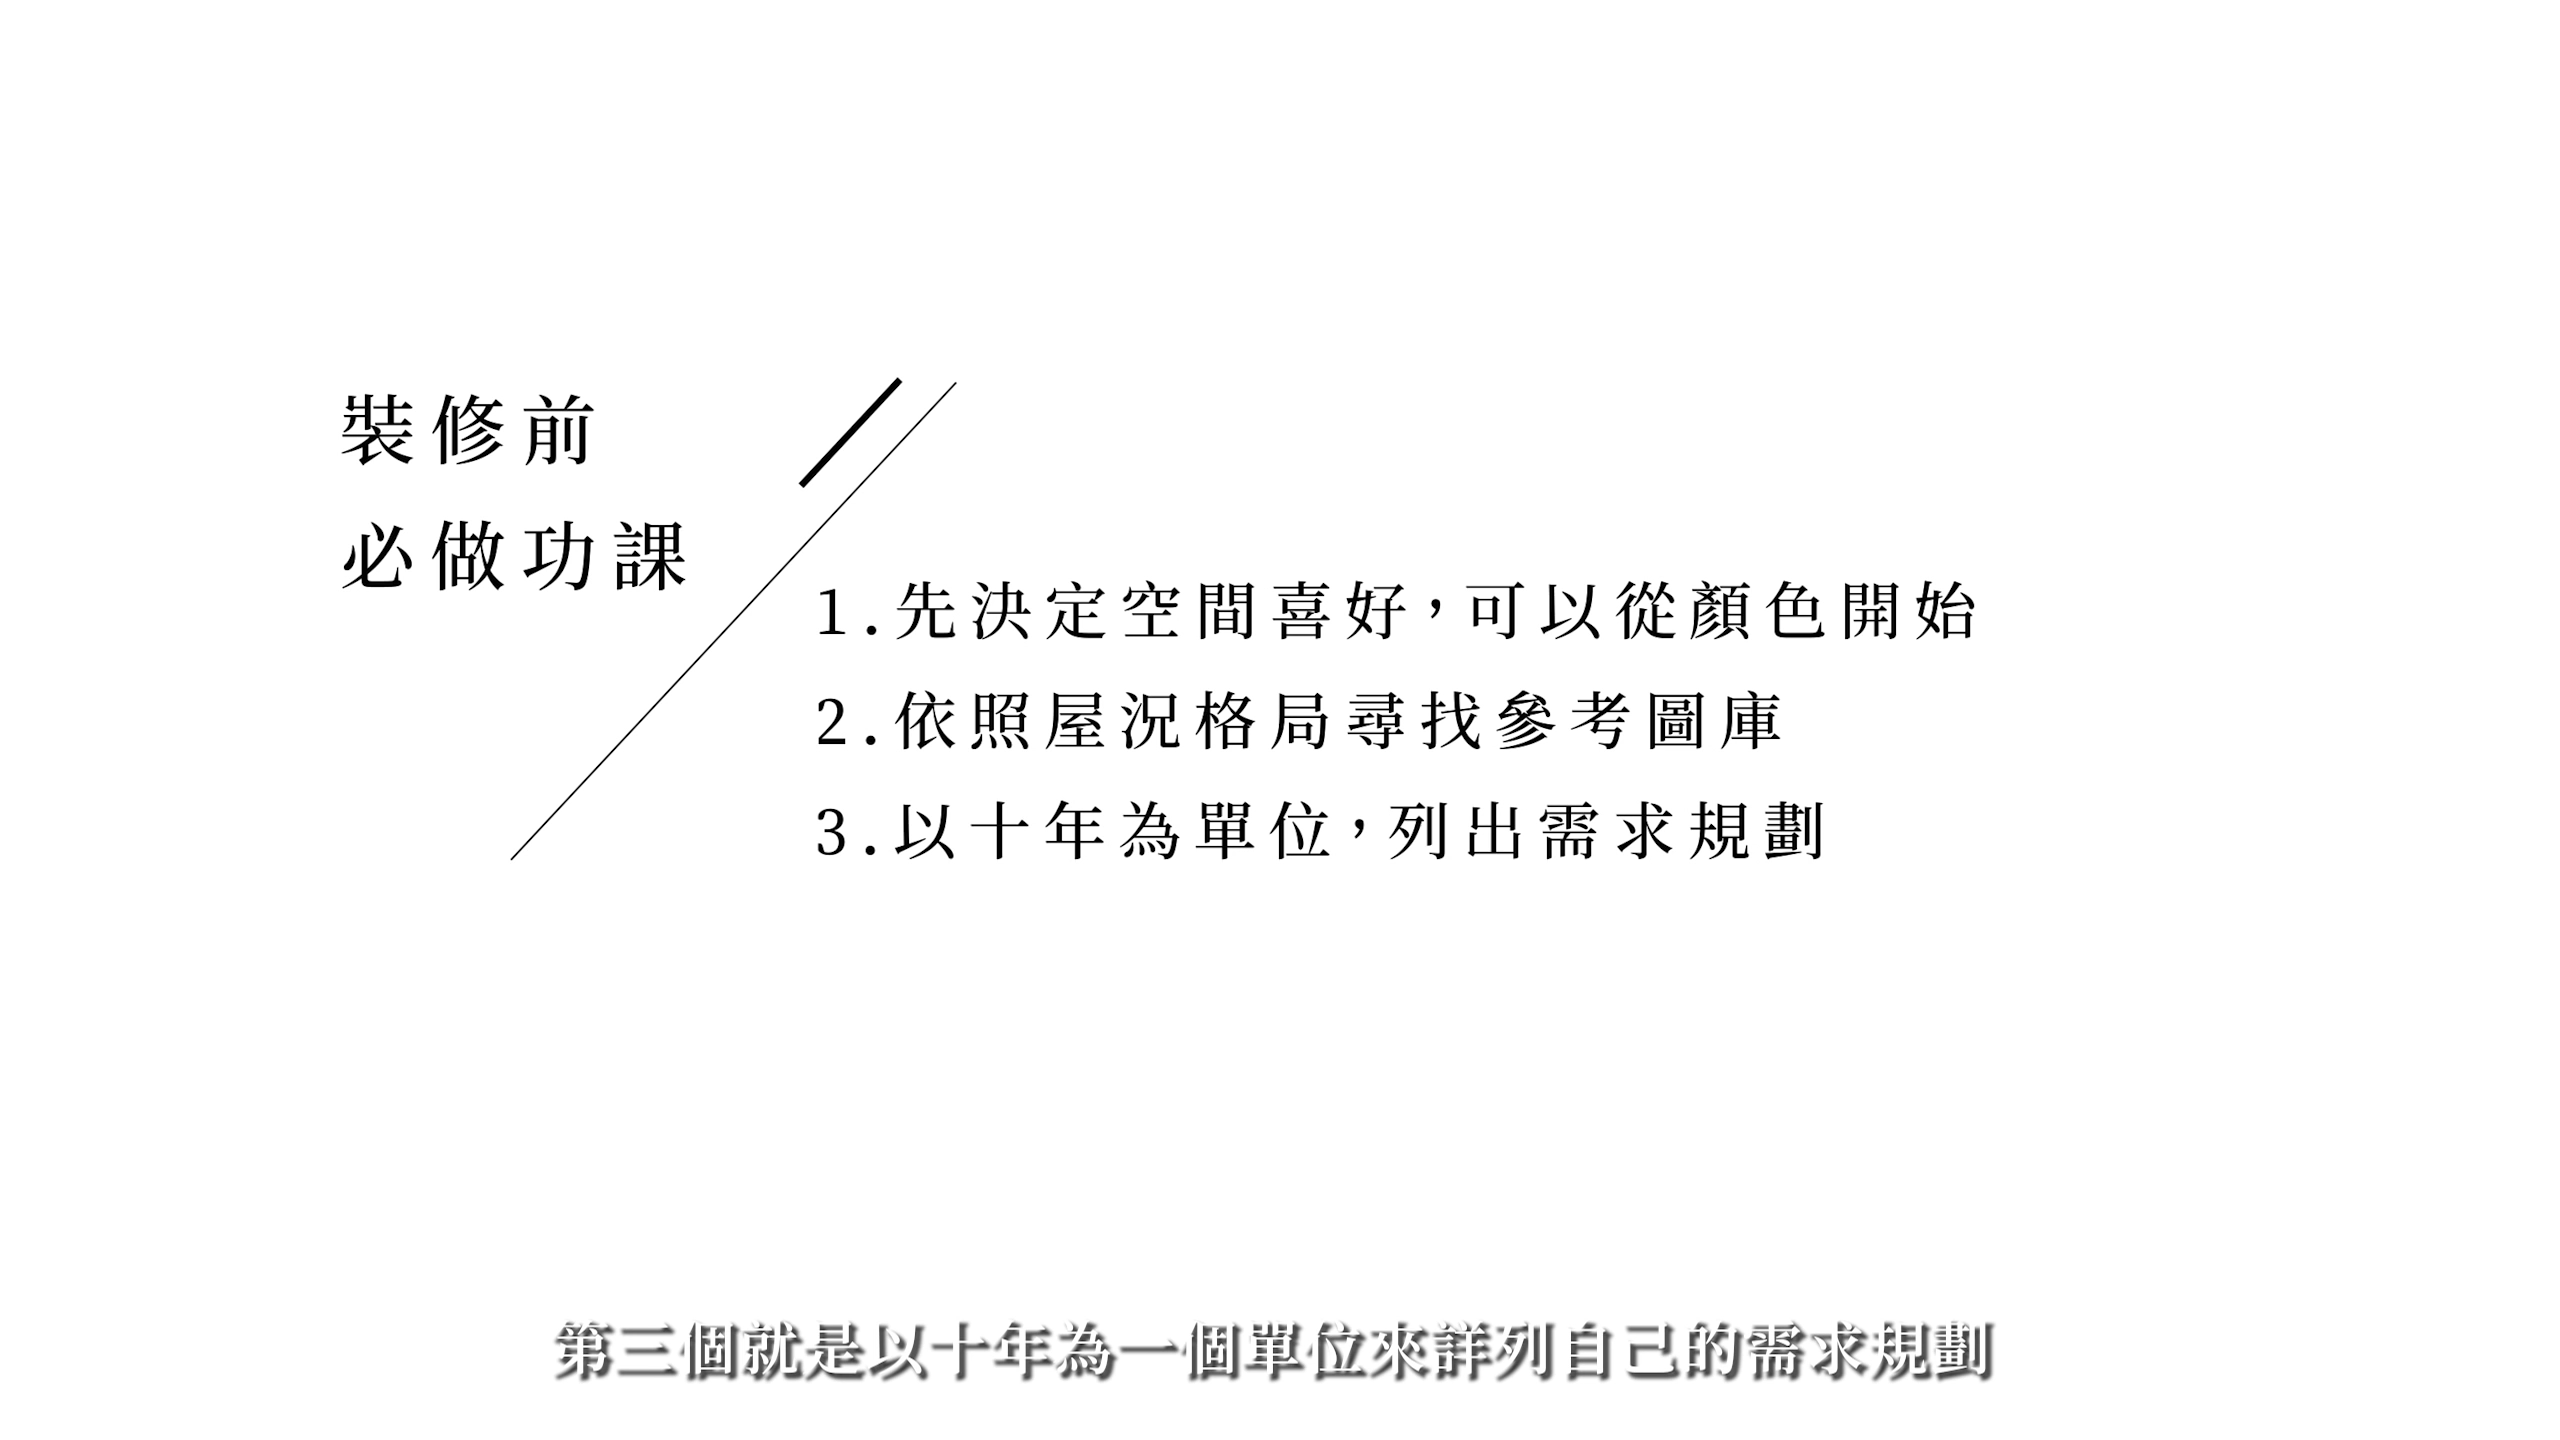 裝修前
必做功課
1.先決定空間喜好，可以從顏色開始
2.依照屋況格局尋找參考圖庫
3.以十年為單位，列出需求規劃
第三個就是以十年為一個單位來詳列自己的需求規劃